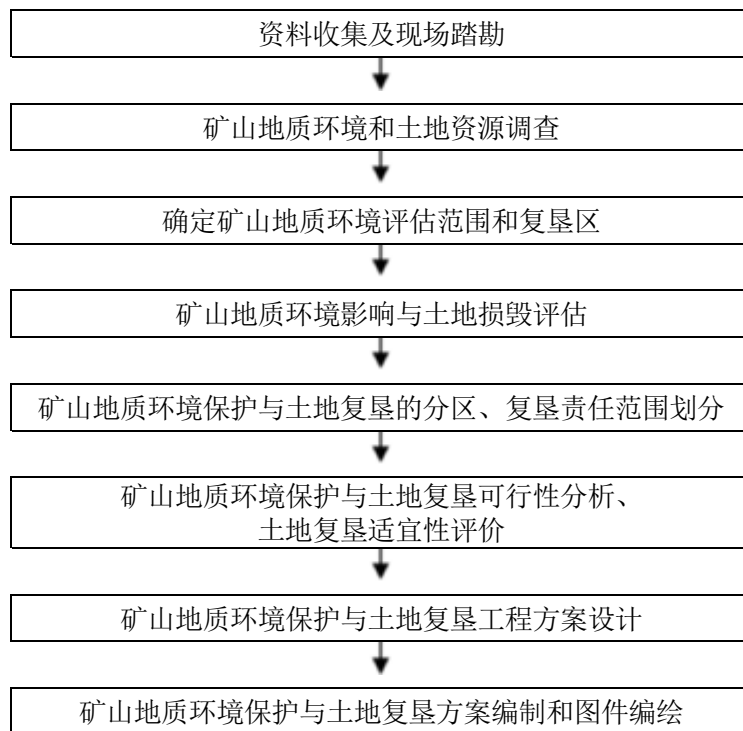 资料收集及现场踏勘
矿山地质环境和土地资源调查
确定矿山地质环境评估范围和复垦区
矿山地质环境影响与土地损毁评估
矿山地质环境保护与土地复垦的分区、复垦责任范围划分
矿山地质环境保护与土地复垦可行性分析、
土地复垦适宜性评价
矿山地质环境保护与土地复垦工程方案设计
矿山地质环境保护与土地复垦方案编制和图件编绘